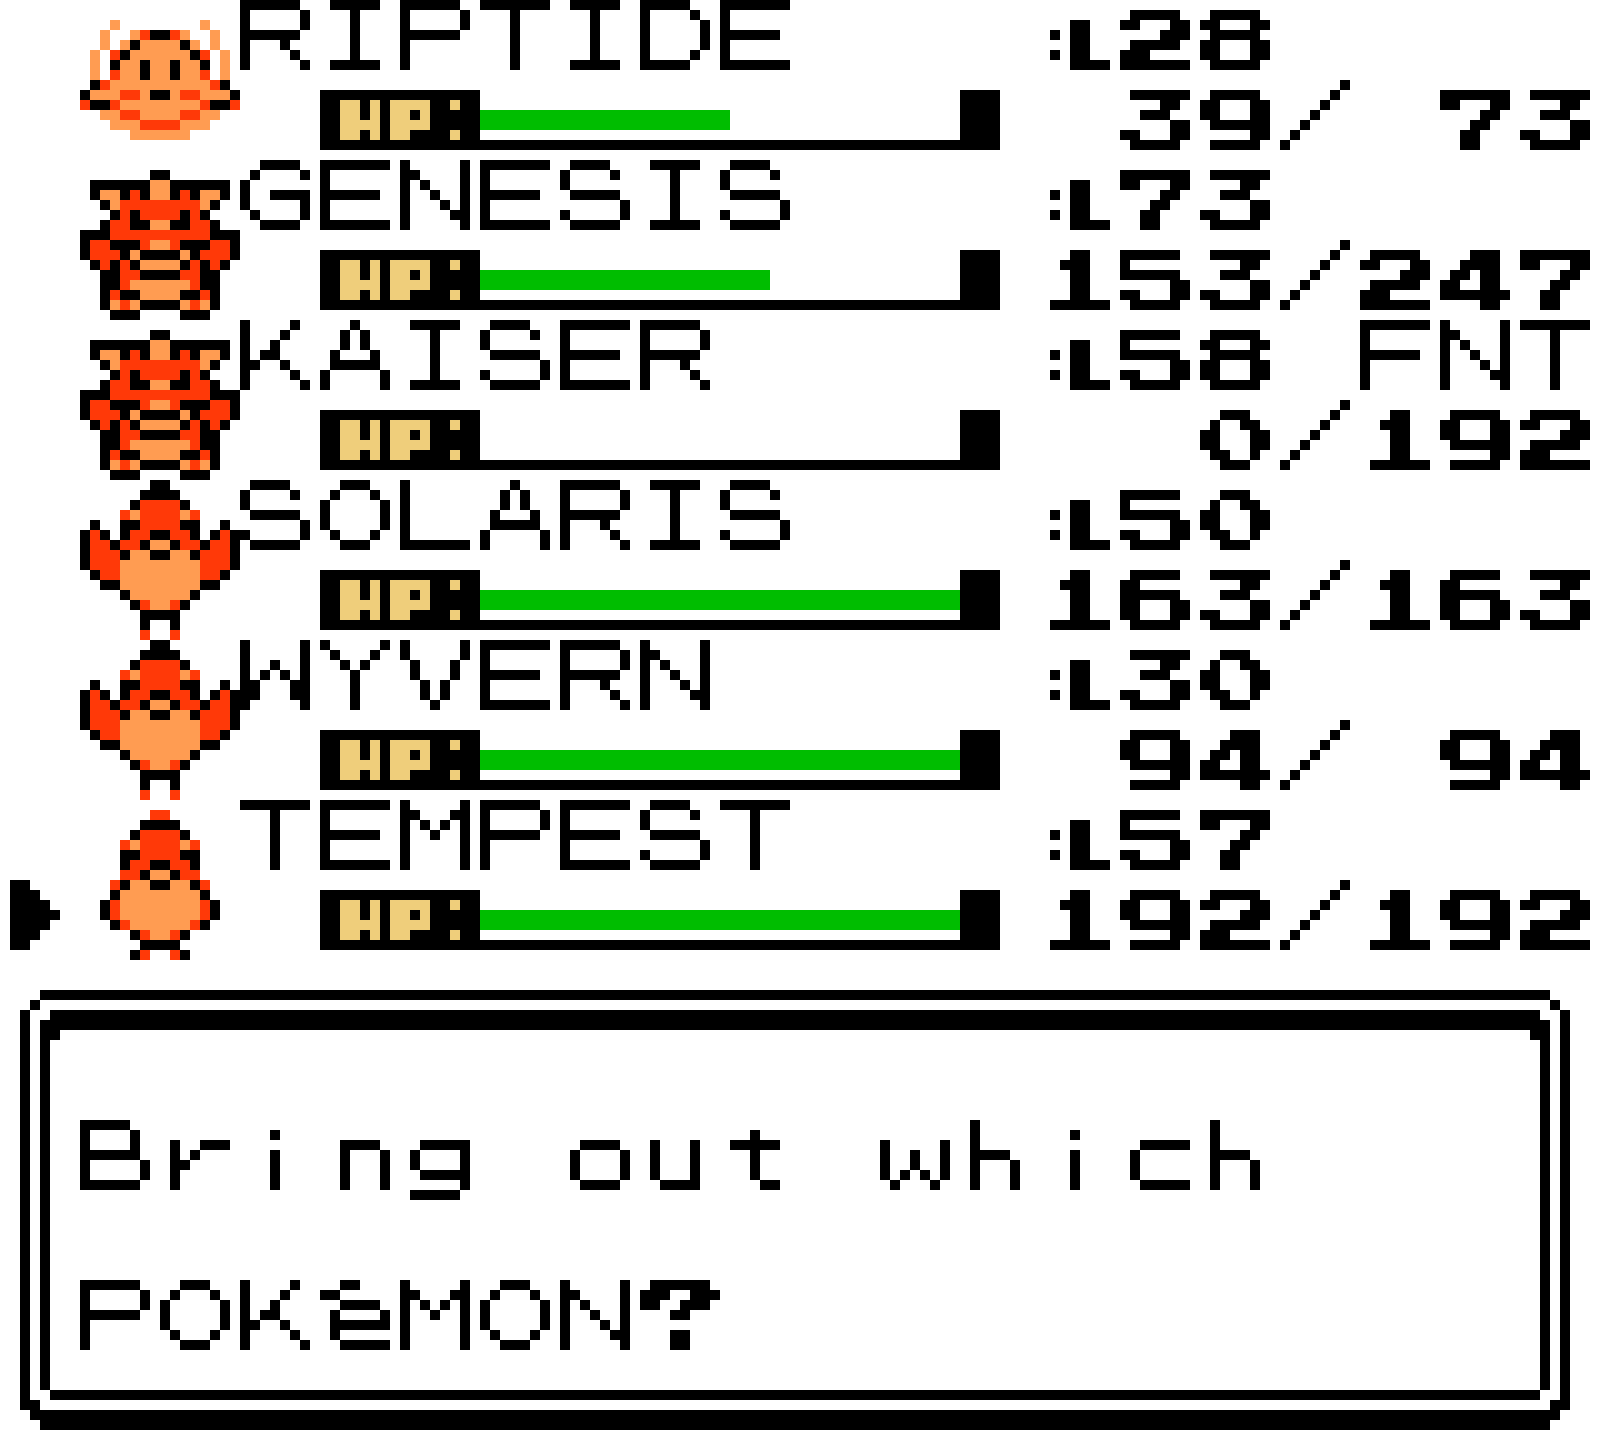 RIPTIDE :L28
HP: 39/ 73
GENESIS :L73
HP: 153/247
KAISER :L58 FNT
HP: 0/192
SOLARIS :L50
HP: 163/163
WYVERN :L30
HP: 94/ 94
TEMPEST :L57
HP: 192/192
Bring out which
POKéMON?